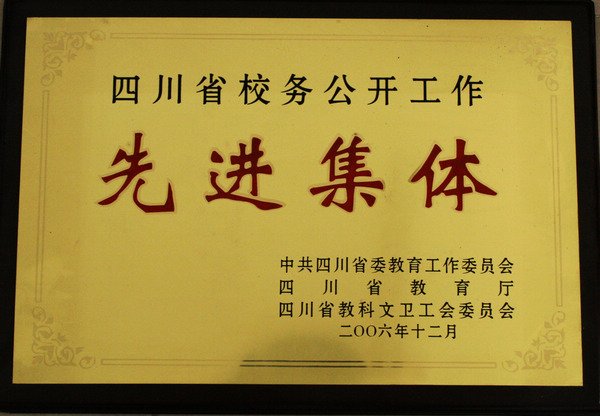 四川省校务公开工作
先进集体
中共四川省委教育工作委员会
四川省教育厅
四川省教科文卫工会委员会
二〇〇六年十二月